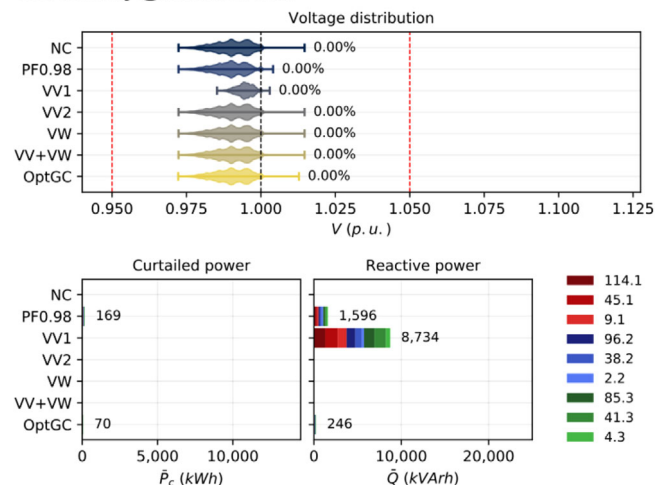 Voltage distribution
NC 0.00%
PF0.98 0.00%
VV1 0.00%
VV2 0.00%
VW 0.00%
VV+VW 0.00%
OptGC 0.00%
0.950 0.975 1.000 1.025 1.050 1.075 1.100 1.125
V (p.u.)
Curtailed power
NC
PF0.98 169
VV1
VV2
VW
VV+VW
OptGC 70
0 5,000 10,000
P̄c (kWh)
Reactive power
1,596
8,734
246
0 10,000 20,000
Q̄ (kVArh)
114.1
45.1
9.1
96.2
38.2
2.2
85.3
41.3
4.3